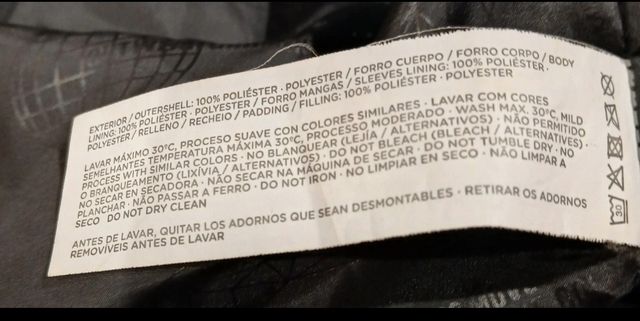 EXTERIOR / OUTERSHELL: 100% POLIÉSTER · POLYESTER / FORRO CUERPO / FORRO CORPO / BODY
LINING: 100% POLIÉSTER · POLYESTER / FORRO MANGAS / SLEEVES LINING: 100% POLIÉSTER ·
POLYESTER / RELLENO / RECHEIO / PADDING / FILLING: 100% POLIÉSTER · POLYESTER
LAVAR MÁXIMO 30ºC, PROCESO SUAVE CON COLORES SIMILARES · LAVAR COM CORES
SEMELHANTES TEMPERATURA MÁXIMA 30ºC, PROCESSO MODERADO · WASH MAX. 30ºC, MILD
PROCESS WITH SIMILAR COLORS · NO BLANQUEAR (LEJÍA / ALTERNATIVOS) · NÃO PERMITIDO
O BRANQUEAMENTO (LIXÍVIA / ALTERNATIVOS) · DO NOT BLEACH (BLEACH / ALTERNATIVE) ·
NO SECAR EN SECADORA · NÃO SECAR NA MÁQUINA DE SECAR · DO NOT TUMBLE DRY · NO
PLANCHAR · NÃO PASSAR A FERRO · DO NOT IRON · NO LIMPIAR EN SECO · NÃO LIMPAR A
SECO DO NOT DRY CLEAN
ANTES DE LAVAR, QUITAR LOS ADORNOS QUE SEAN DESMONTABLES · RETIRAR OS ADORNOS
REMOVÍVEIS ANTES DE LAVAR
30